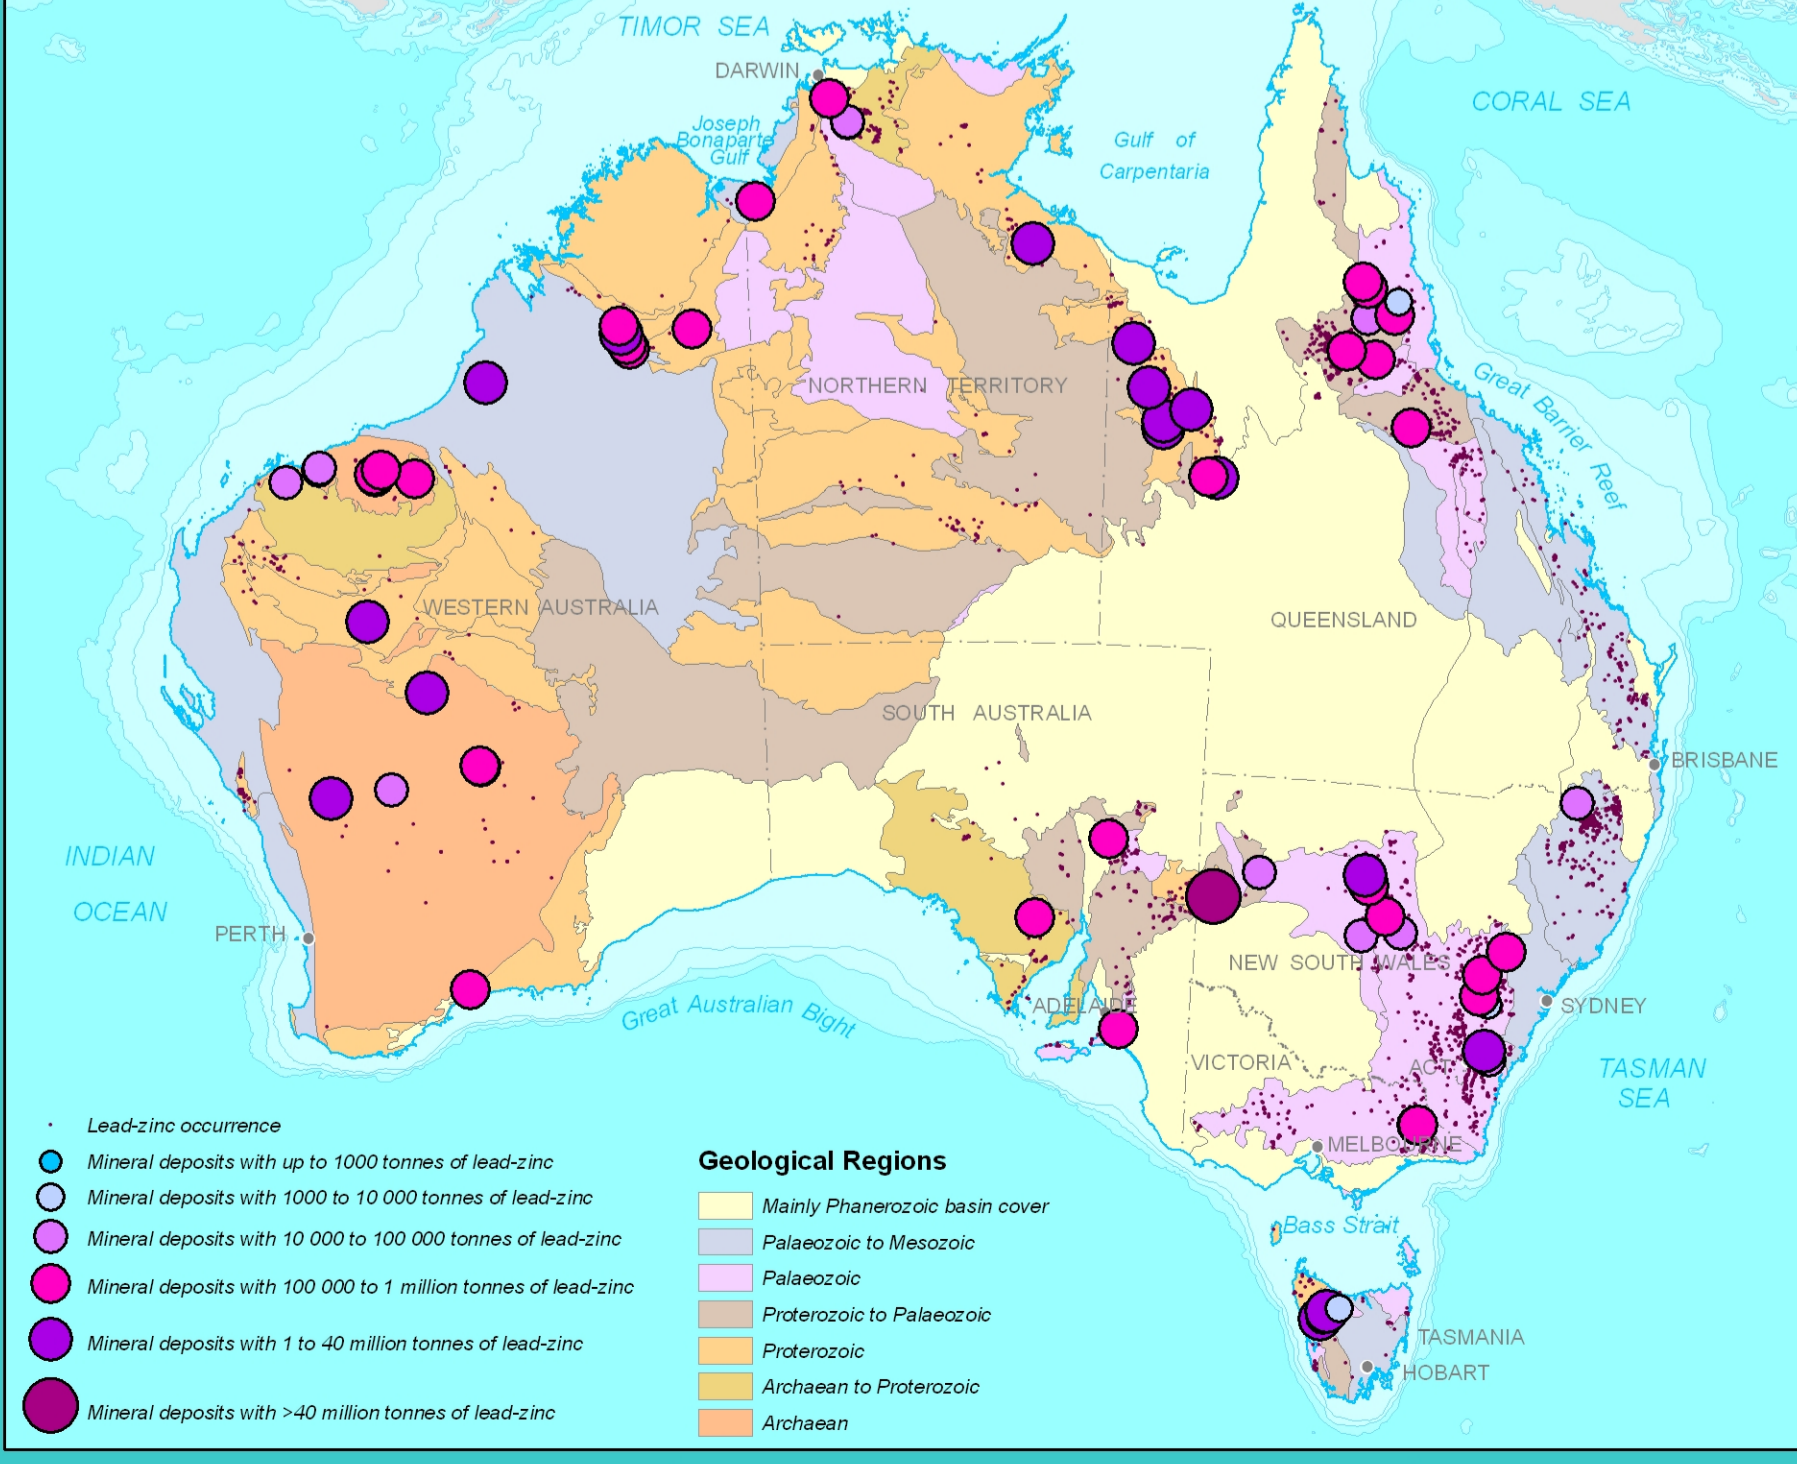 TIMOR SEA
DARWIN
CORAL SEA
Joseph
Bonaparte
Gulf
Gulf of
Carpentaria
NORTHERN TERRITORY
Great Barrier Reef
WESTERN AUSTRALIA
QUEENSLAND
SOUTH AUSTRALIA
BRISBANE
INDIAN
OCEAN
PERTH
NEW SOUTH WALES
Great Australian Bight
ADELAIDE
SYDNEY
VICTORIA
ACT
TASMAN
SEA
MELBOURNE
Bass Strait
TASMANIA
HOBART
Lead-zinc occurrence
Mineral deposits with up to 1000 tonnes of lead-zinc
Mineral deposits with 1000 to 10 000 tonnes of lead-zinc
Mineral deposits with 10 000 to 100 000 tonnes of lead-zinc
Mineral deposits with 100 000 to 1 million tonnes of lead-zinc
Mineral deposits with 1 to 40 million tonnes of lead-zinc
Mineral deposits with >40 million tonnes of lead-zinc
Geological Regions
Mainly Phanerozoic basin cover
Palaeozoic to Mesozoic
Palaeozoic
Proterozoic to Palaeozoic
Proterozoic
Archaean to Proterozoic
Archaean